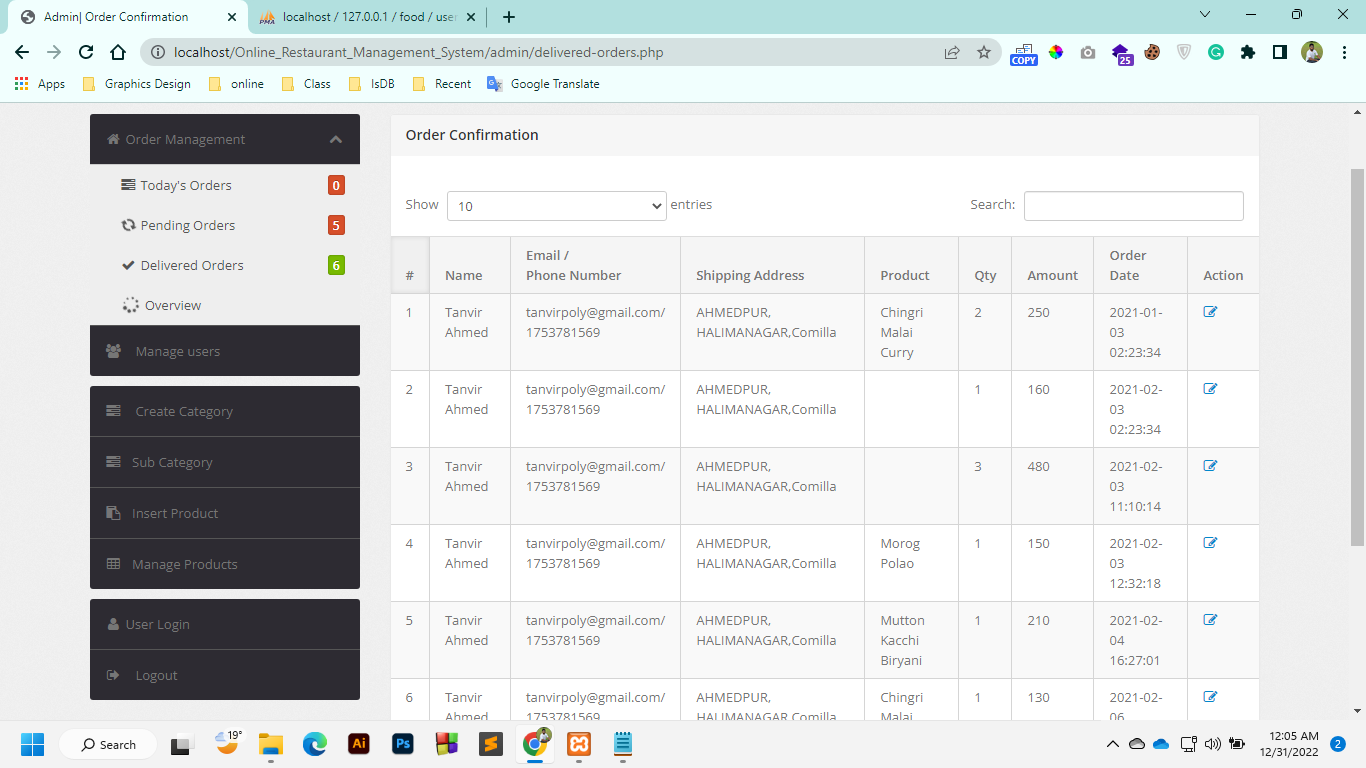 Admin| Order Confirmation
localhost / 127.0.0.1 / food / user
localhost/Online_Restaurant_Management_System/admin/delivered-orders.php
COPY
25
Apps
Graphics Design
online
Class
IsDB
Recent
Google Translate
Order Management
Today's Orders 0
Pending Orders 5
Delivered Orders 6
Overview
Manage users
Create Category
Sub Category
Insert Product
Manage Products
User Login
Logout
Order Confirmation
Show 10 entries
Search:
Email /
Order
# Name Phone Number Shipping Address Product Qty Amount Date Action
1 Tanvir tanvirpoly@gmail.com/ AHMEDPUR, Chingri 2 250 2021-01-
Ahmed 1753781569 HALIMANAGAR,Comilla Malai 03
Curry 02:23:34
2 Tanvir tanvirpoly@gmail.com/ AHMEDPUR, 1 160 2021-02-
Ahmed 1753781569 HALIMANAGAR,Comilla 03
02:23:34
3 Tanvir tanvirpoly@gmail.com/ AHMEDPUR, 3 480 2021-02-
Ahmed 1753781569 HALIMANAGAR,Comilla 03
11:10:14
4 Tanvir tanvirpoly@gmail.com/ AHMEDPUR, Morog 1 150 2021-02-
Ahmed 1753781569 HALIMANAGAR,Comilla Polao 03
12:32:18
5 Tanvir tanvirpoly@gmail.com/ AHMEDPUR, Mutton 1 210 2021-02-
Ahmed 1753781569 HALIMANAGAR,Comilla Kacchi 04
Biryani 16:27:01
6 Tanvir tanvirpoly@gmail.com/ AHMEDPUR, Chingri 1 130 2021-02-
Ahmed 1753781569 HALIMANAGAR,Comilla Malai 06
Search
19°
Ai
Ps
12:05 AM
12/31/2022
2